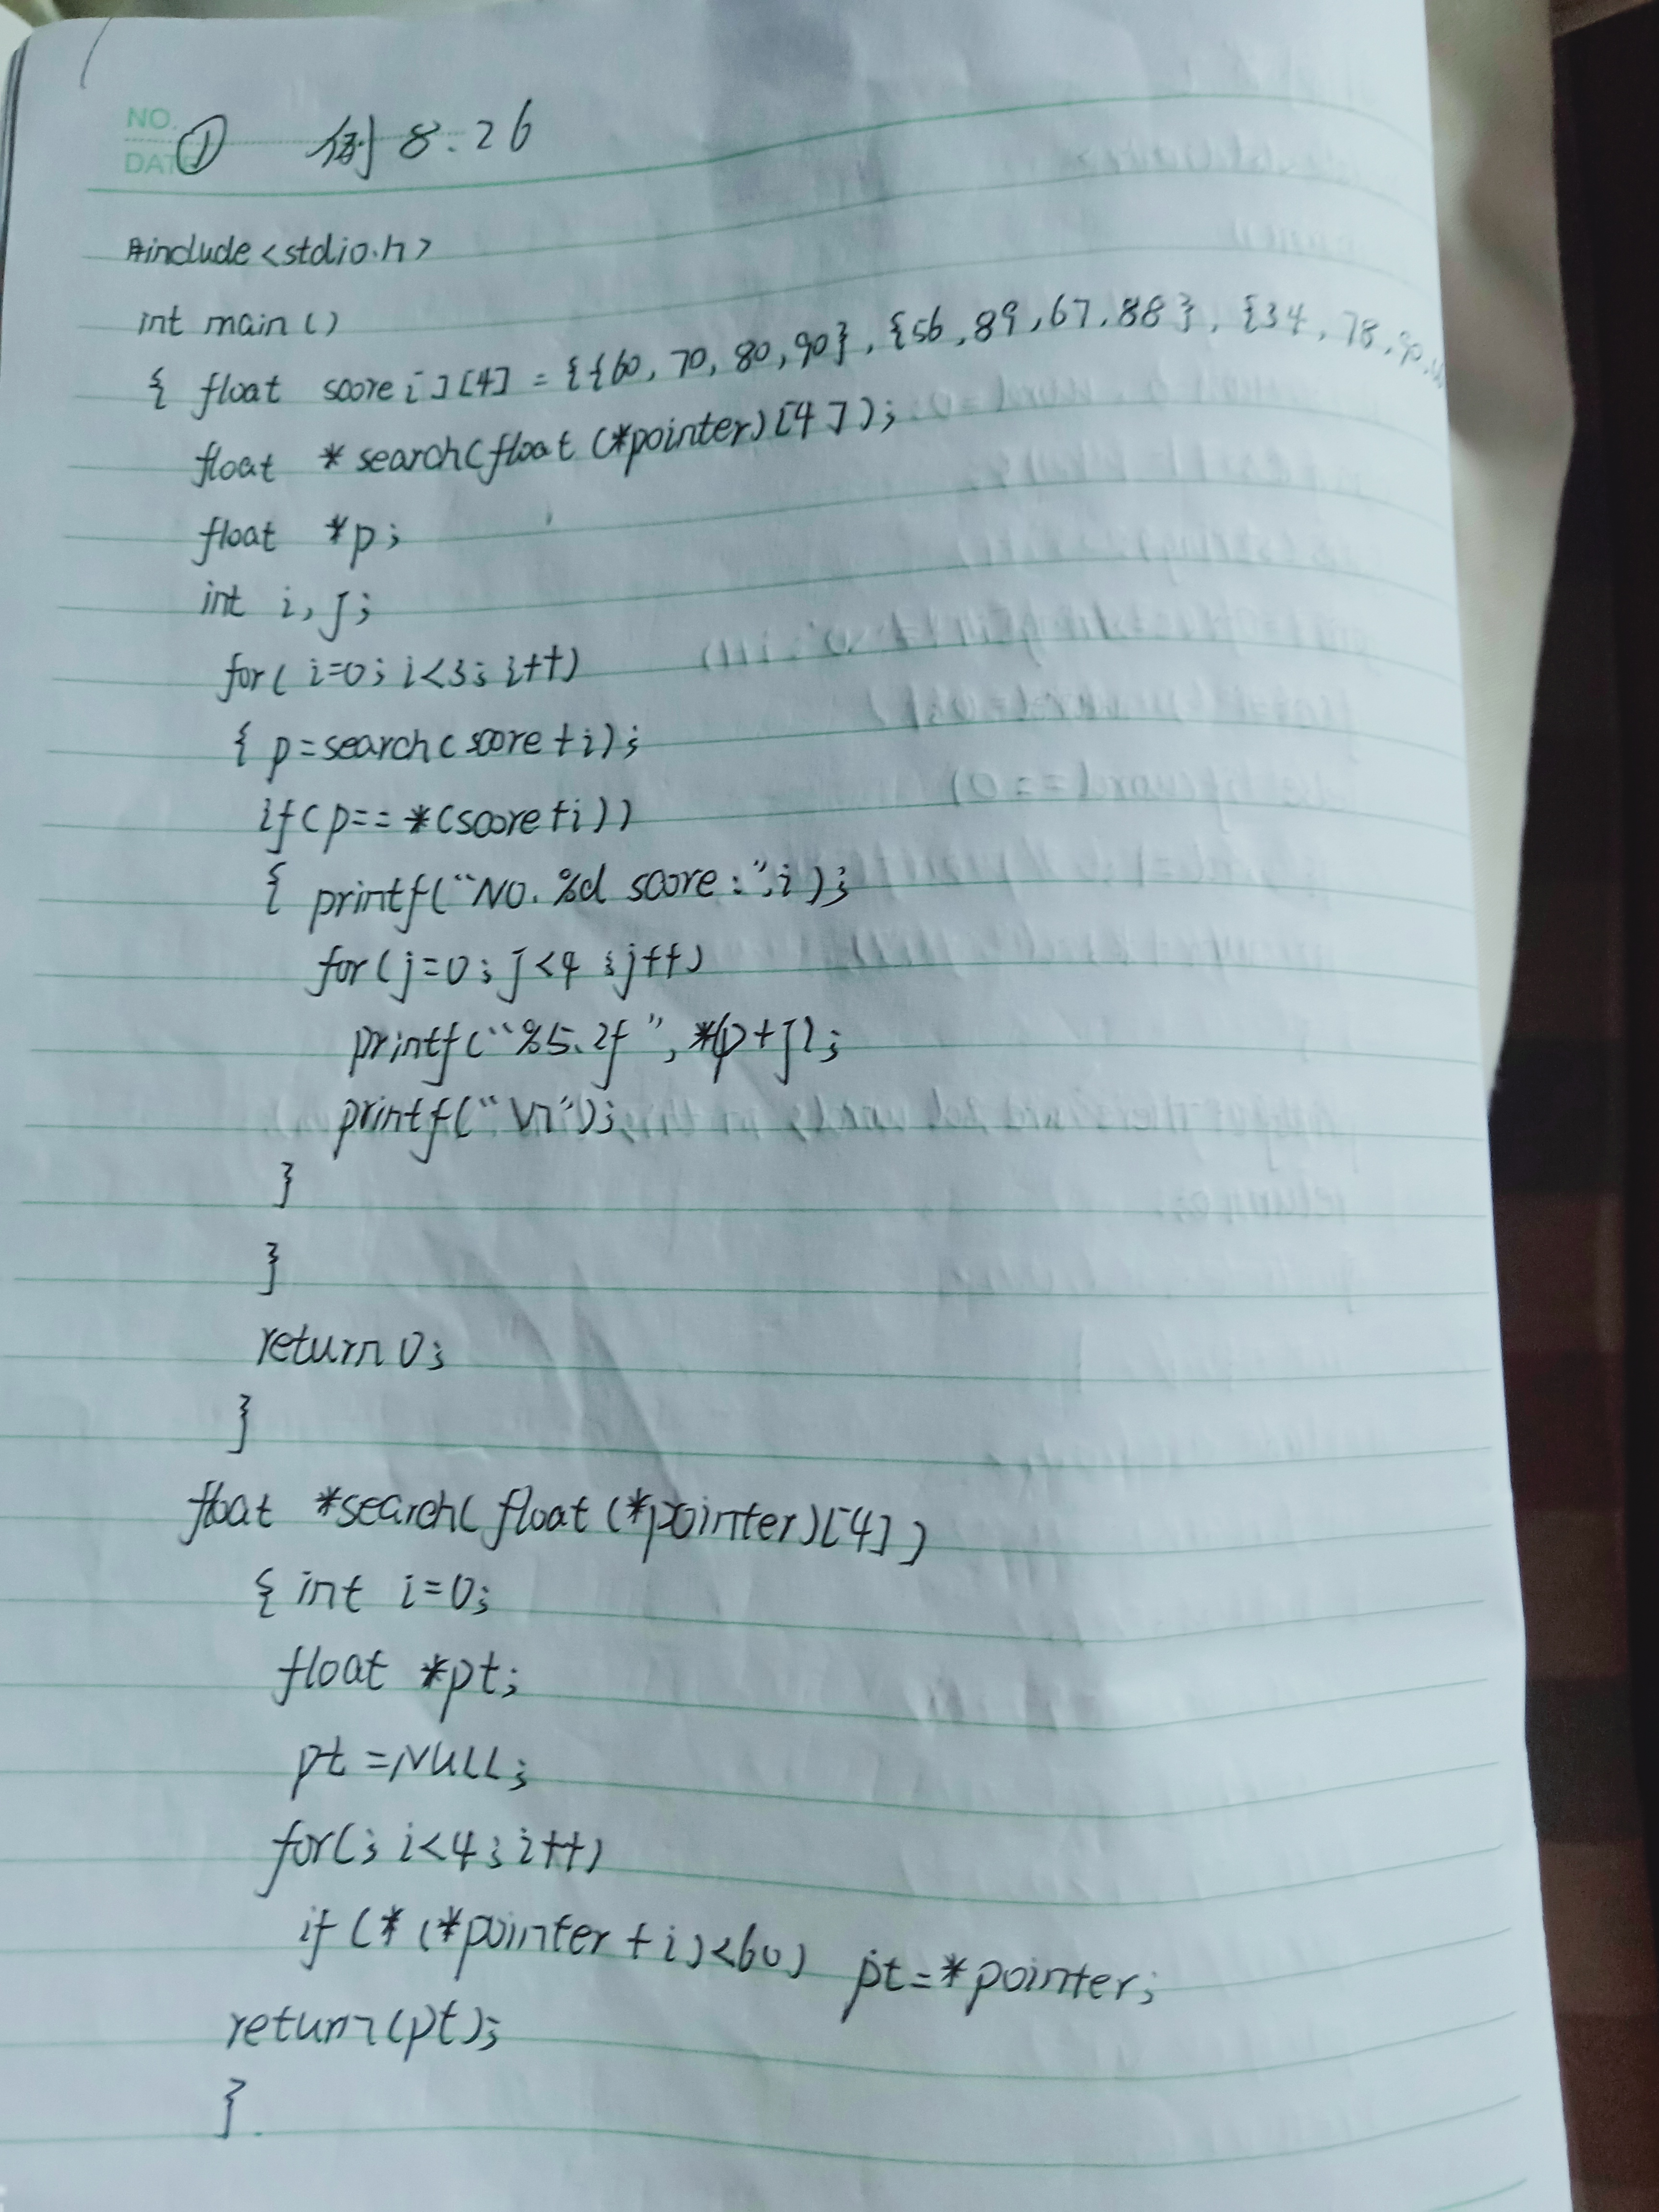 NO.
DATE
① 例 8.26
#include<stdio.h>
int main()
{ float score[][4] = {{60, 70, 80, 90}, {56, 89, 67, 88}, {34, 78, 90,
float * search(float (*pointer)[4]);
float *p;
int i, j;
for( i=0; i<3; i++)
{ p=search( score +i);
if( p== *(score+i))
{ printf("No. %d score : ", i );
for(j=0; j<4 ; j++)
printf("%5.2f ", *(p+j);
printf("\n");
}
}
return 0;
}
float *search( float (*pointer)[4])
{ int i=0;
float *pt;
pt =NULL;
for(; i<4 ; i++)
if (* (*pointer + i)<60) pt=*pointer;
return(pt);
}.